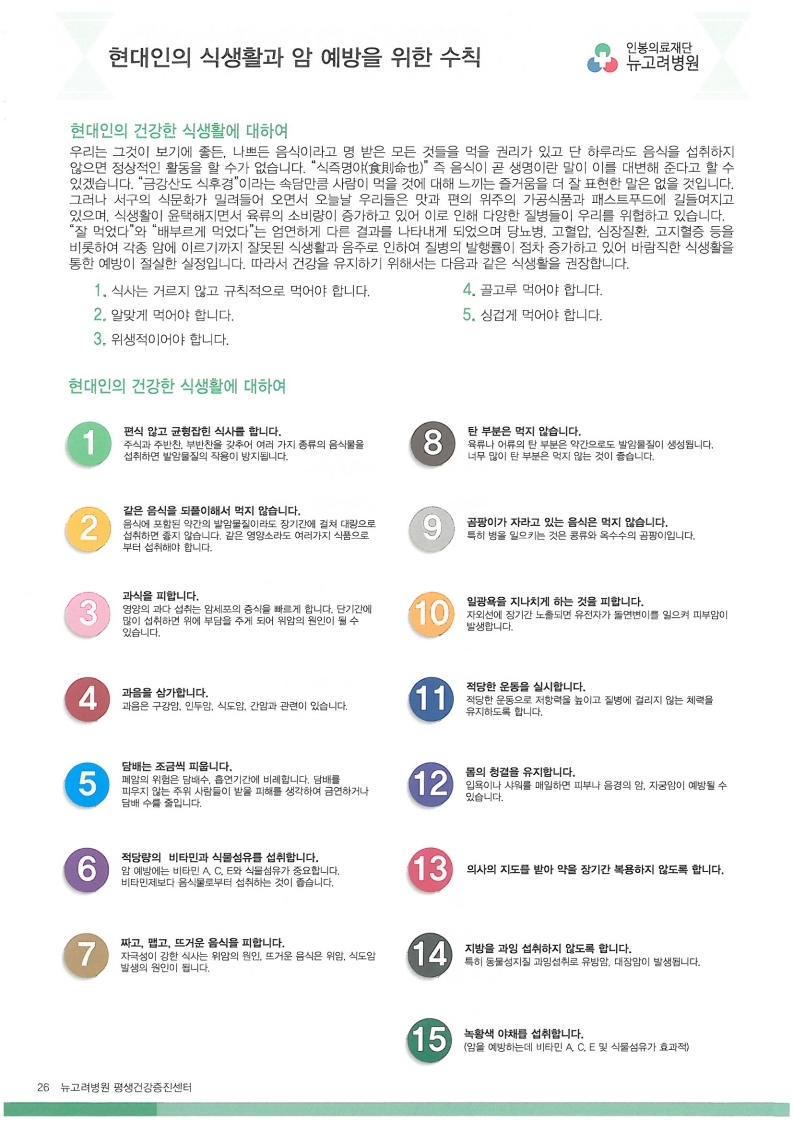 현대인의 식생활과 암 예방을 위한 수칙
인봉의료재단
뉴고려병원
현대인의 건강한 식생활에 대하여
우리는 그것이 보기에 좋든, 나쁘든 음식이라고 명 받은 모든 것들을 먹을 권리가 있고 단 하루라도 음식을 섭취하지
않으면 정상적인 활동을 할 수가 없습니다. “식즉명야(食則命也)” 즉 음식이 곧 생명이란 말이 이를 대변해 준다고 할 수
있겠습니다. “금강산도 식후경”이라는 속담만큼 사람이 먹을 것에 대해 느끼는 즐거움을 더 잘 표현한 말은 없을 것입니다.
그러나 서구의 식문화가 밀려들어 오면서 오늘날 우리들은 맛과 편의 위주의 가공식품과 패스트푸드에 길들여지고
있으며, 식생활이 윤택해지면서 육류의 소비량이 증가하고 있어 이로 인해 다양한 질병들이 우리를 위협하고 있습니다.
“잘 먹었다”와 “배부르게 먹었다”는 엄연하게 다른 결과를 나타내게 되었으며 당뇨병, 고혈압, 심장질환, 고지혈증 등을
비롯하여 각종 암에 이르기까지 잘못된 식생활과 음주로 인하여 질병의 발행률이 점차 증가하고 있어 바람직한 식생활을
통한 예방이 절실한 실정입니다. 따라서 건강을 유지하기 위해서는 다음과 같은 식생활을 권장합니다.
1. 식사는 거르지 않고 규칙적으로 먹어야 합니다.
2. 알맞게 먹어야 합니다.
3. 위생적이어야 합니다.
4. 골고루 먹어야 합니다.
5. 싱겁게 먹어야 합니다.
현대인의 건강한 식생활에 대하여
1
편식 않고 균형잡힌 식사를 합니다.
주식과 주반찬, 부반찬을 갖추어 여러 가지 종류의 음식물을
섭취하면 발암물질의 작용이 방지됩니다.
2
같은 음식을 되풀이해서 먹지 않습니다.
음식에 포함된 약간의 발암물질이라도 장기간에 걸쳐 대량으로
섭취하면 좋지 않습니다. 같은 영양소라도 여러가지 식품으로
부터 섭취해야 합니다.
3
과식을 피합니다.
영양의 과다 섭취는 암세포의 증식을 빠르게 합니다. 단기간에
많이 섭취하면 위에 부담을 주게 되어 위암의 원인이 될 수
있습니다.
4
과음을 삼가합니다.
과음은 구강암, 인두암, 식도암, 간암과 관련이 있습니다.
5
담배는 조금씩 피웁니다.
폐암의 위험은 담배수, 흡연기간에 비례합니다. 담배를
피우지 않는 주위 사람들이 받을 피해를 생각하여 금연하거나
담배 수를 줄입니다.
6
적당량의 비타민과 식물섬유를 섭취합니다.
암 예방에는 비타민 A, C, E와 식물섬유가 중요합니다.
비타민제보다 음식물로부터 섭취하는 것이 좋습니다.
7
짜고, 맵고, 뜨거운 음식을 피합니다.
자극성이 강한 식사는 위암의 원인, 뜨거운 음식은 위암, 식도암
발생의 원인이 됩니다.
8
탄 부분은 먹지 않습니다.
육류나 어류의 탄 부분은 약간으로도 발암물질이 생성됩니다.
너무 많이 탄 부분은 먹지 않는 것이 좋습니다.
9
곰팡이가 자라고 있는 음식은 먹지 않습니다.
특히 병을 일으키는 것은 콩류와 옥수수의 곰팡이입니다.
10
일광욕을 지나치게 하는 것을 피합니다.
자외선에 장기간 노출되면 유전자가 돌연변이를 일으켜 피부암이
발생합니다.
11
적당한 운동을 실시합니다.
적당한 운동으로 저항력을 높이고 질병에 걸리지 않는 체력을
유지하도록 합니다.
12
몸의 청결을 유지합니다.
입욕이나 샤워를 매일하면 피부나 음경의 암, 자궁암이 예방될 수
있습니다.
13
의사의 지도를 받아 약을 장기간 복용하지 않도록 합니다.
14
지방을 과잉 섭취하지 않도록 합니다.
특히 동물성지질 과잉섭취로 유방암, 대장암이 발생됩니다.
15
녹황색 야채를 섭취합니다.
(암을 예방하는데 비타민 A, C, E 및 식물섬유가 효과적)
26 뉴고려병원 평생건강증진센터